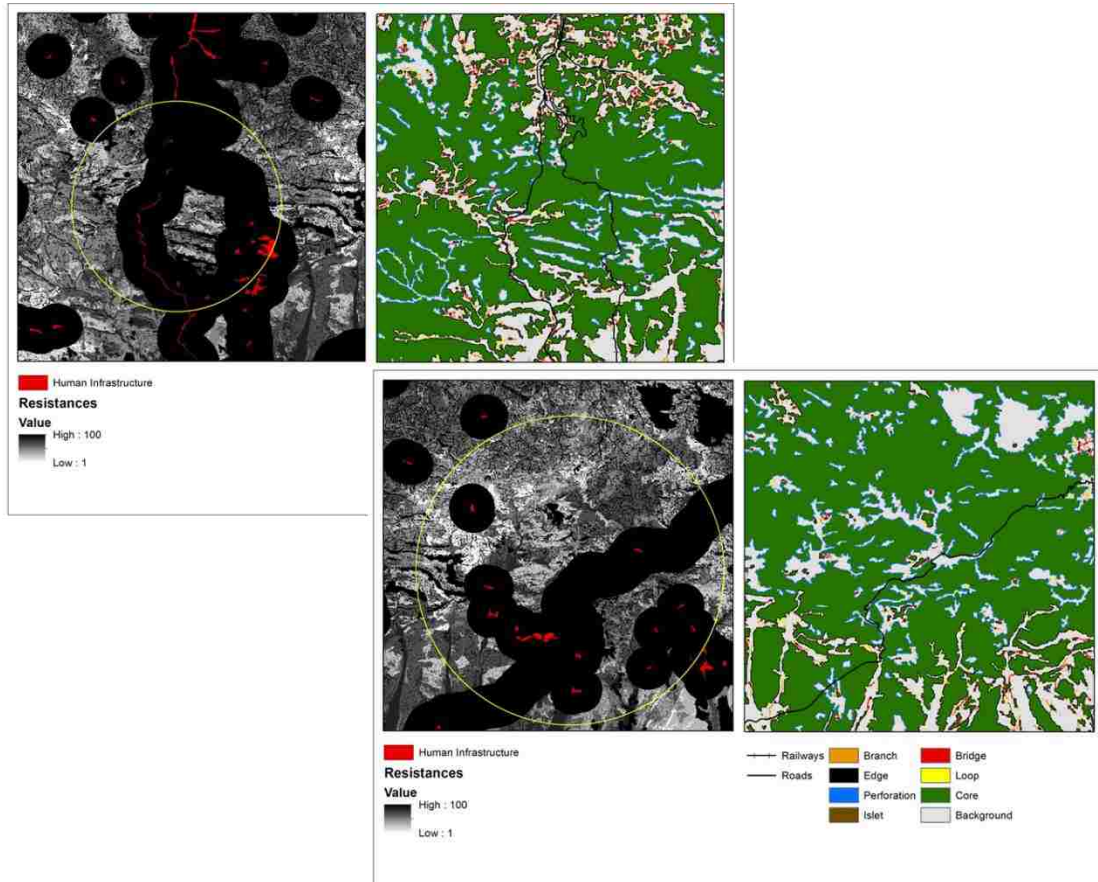 Human Infrastructure
Resistances
Value
High : 100
Low : 1
Human Infrastructure
Resistances
Value
High : 100
Low : 1
Railways
Roads
Branch
Edge
Perforation
Islet
Bridge
Loop
Core
Background